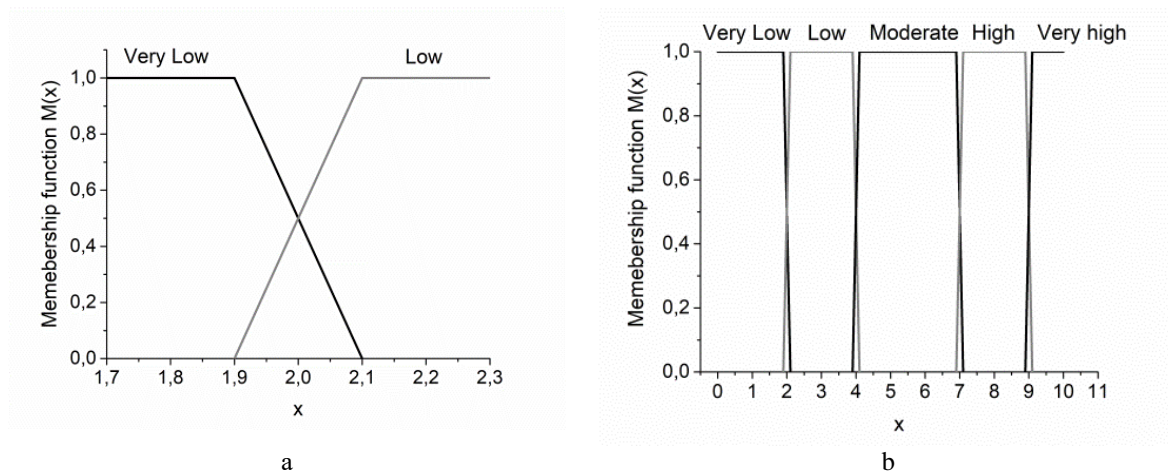 Very Low
Low
Memebership function M(x)
1,0
0,8
0,6
0,4
0,2
0,0
1,7 1,8 1,9 2,0 2,1 2,2 2,3
x
a
Very Low Low Moderate High Very high
Memebership function M(x)
1,0
0,8
0,6
0,4
0,2
0,0
0 1 2 3 4 5 6 7 8 9 10 11
x
b